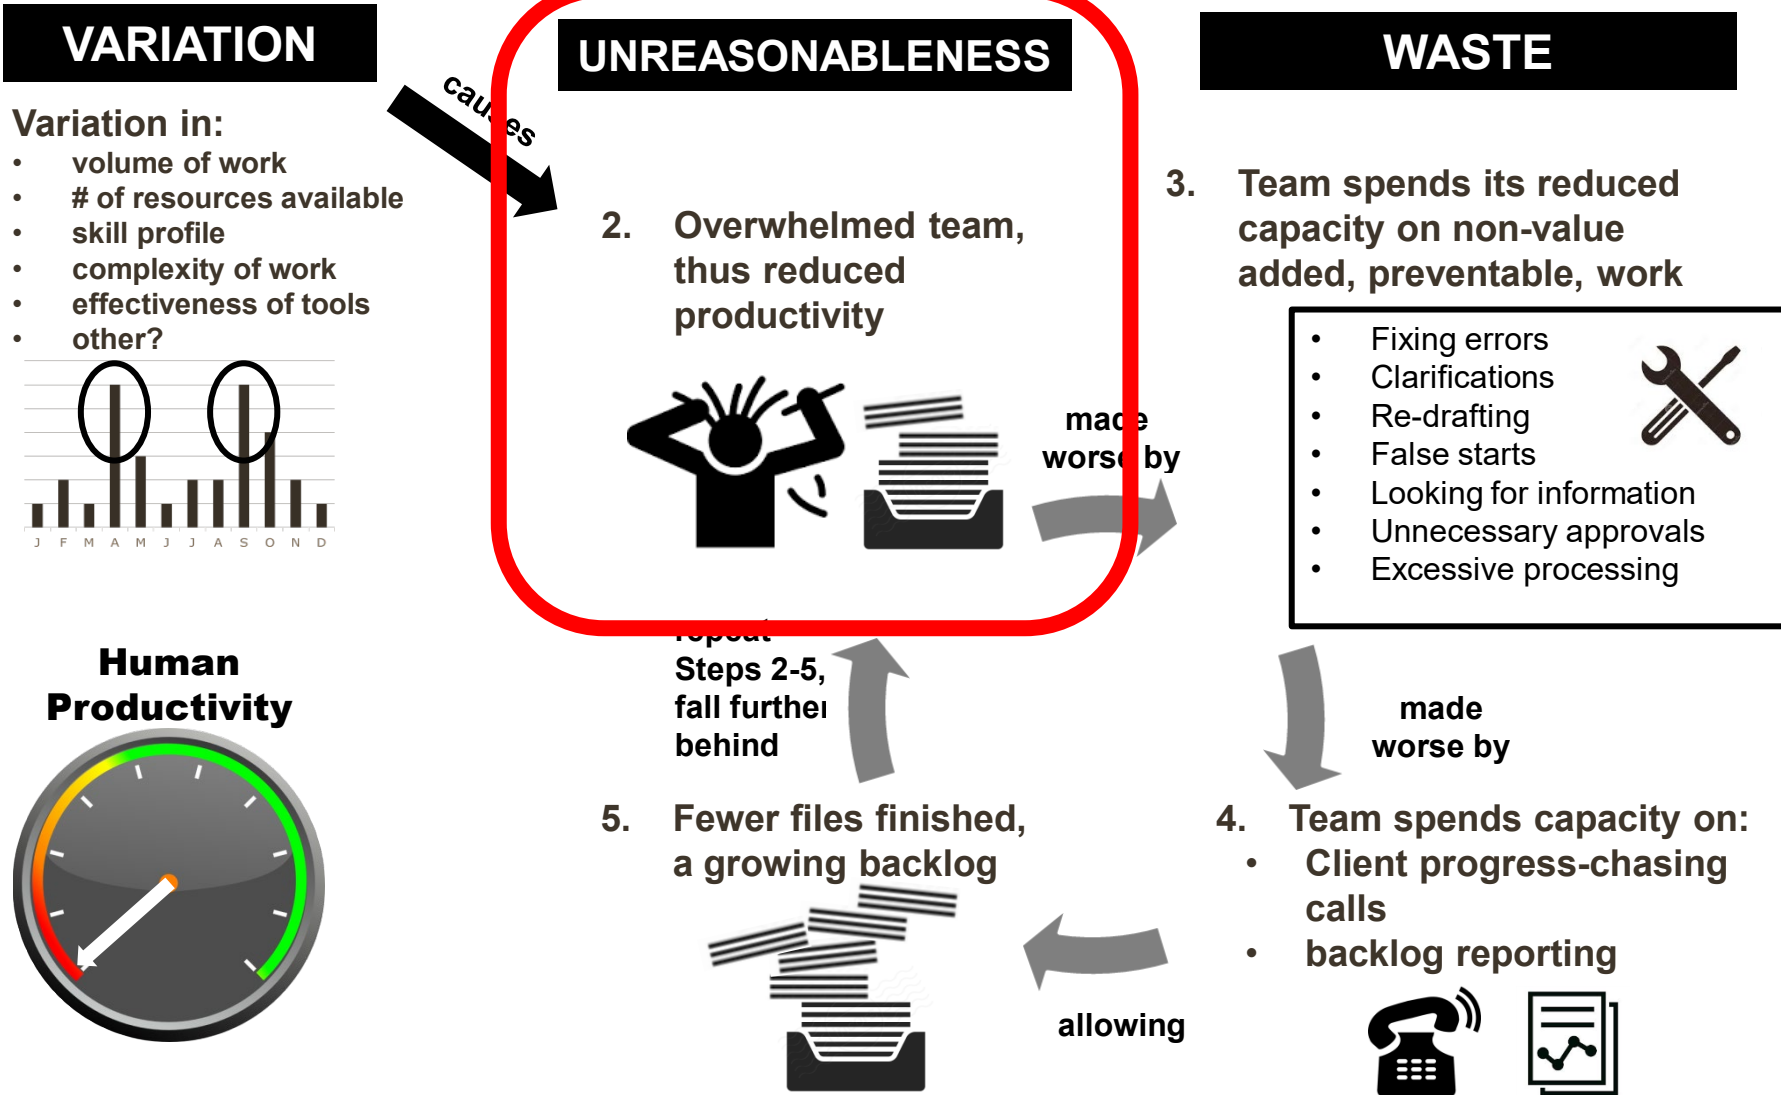 VARIATION
Variation in:
• volume of work
• # of resources available
• skill profile
• complexity of work
• effectiveness of tools
• other?
J F M A M J J A S O N D
Human
Productivity
causes
UNREASONABLENESS
2. Overwhelmed team,
thus reduced
productivity
made
worse by
WASTE
3. Team spends its reduced
capacity on non-value
added, preventable, work
• Fixing errors
• Clarifications
• Re-drafting
• False starts
• Looking for information
• Unnecessary approvals
• Excessive processing
made
worse by
4. Team spends capacity on:
• Client progress-chasing
calls
• backlog reporting
allowing
5. Fewer files finished,
a growing backlog
repeat
Steps 2-5,
fall further
behind